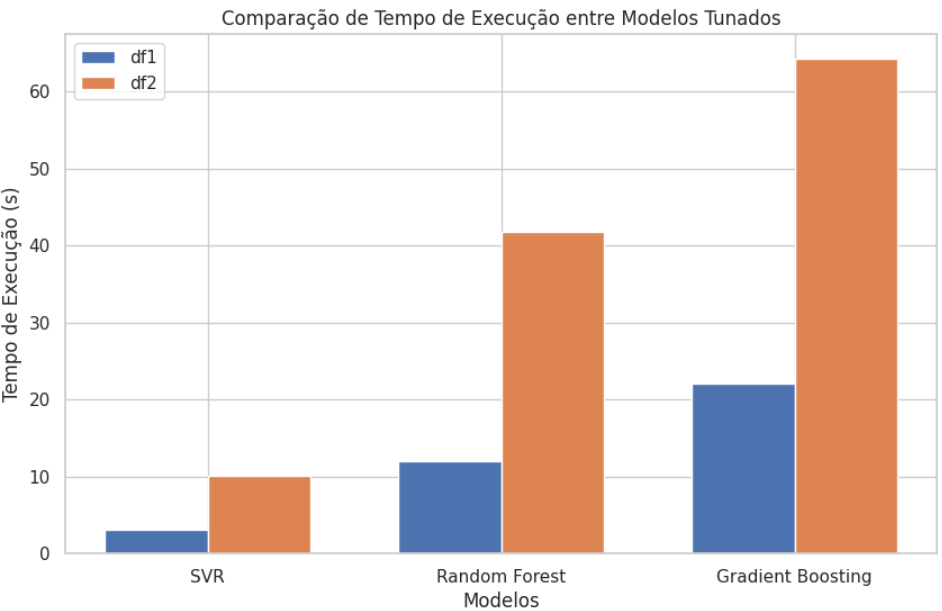 Comparação de Tempo de Execução entre Modelos Tunados
df1
df2
Tempo de Execução (s)
60
50
40
30
20
10
0
SVR
Random Forest
Gradient Boosting
Modelos